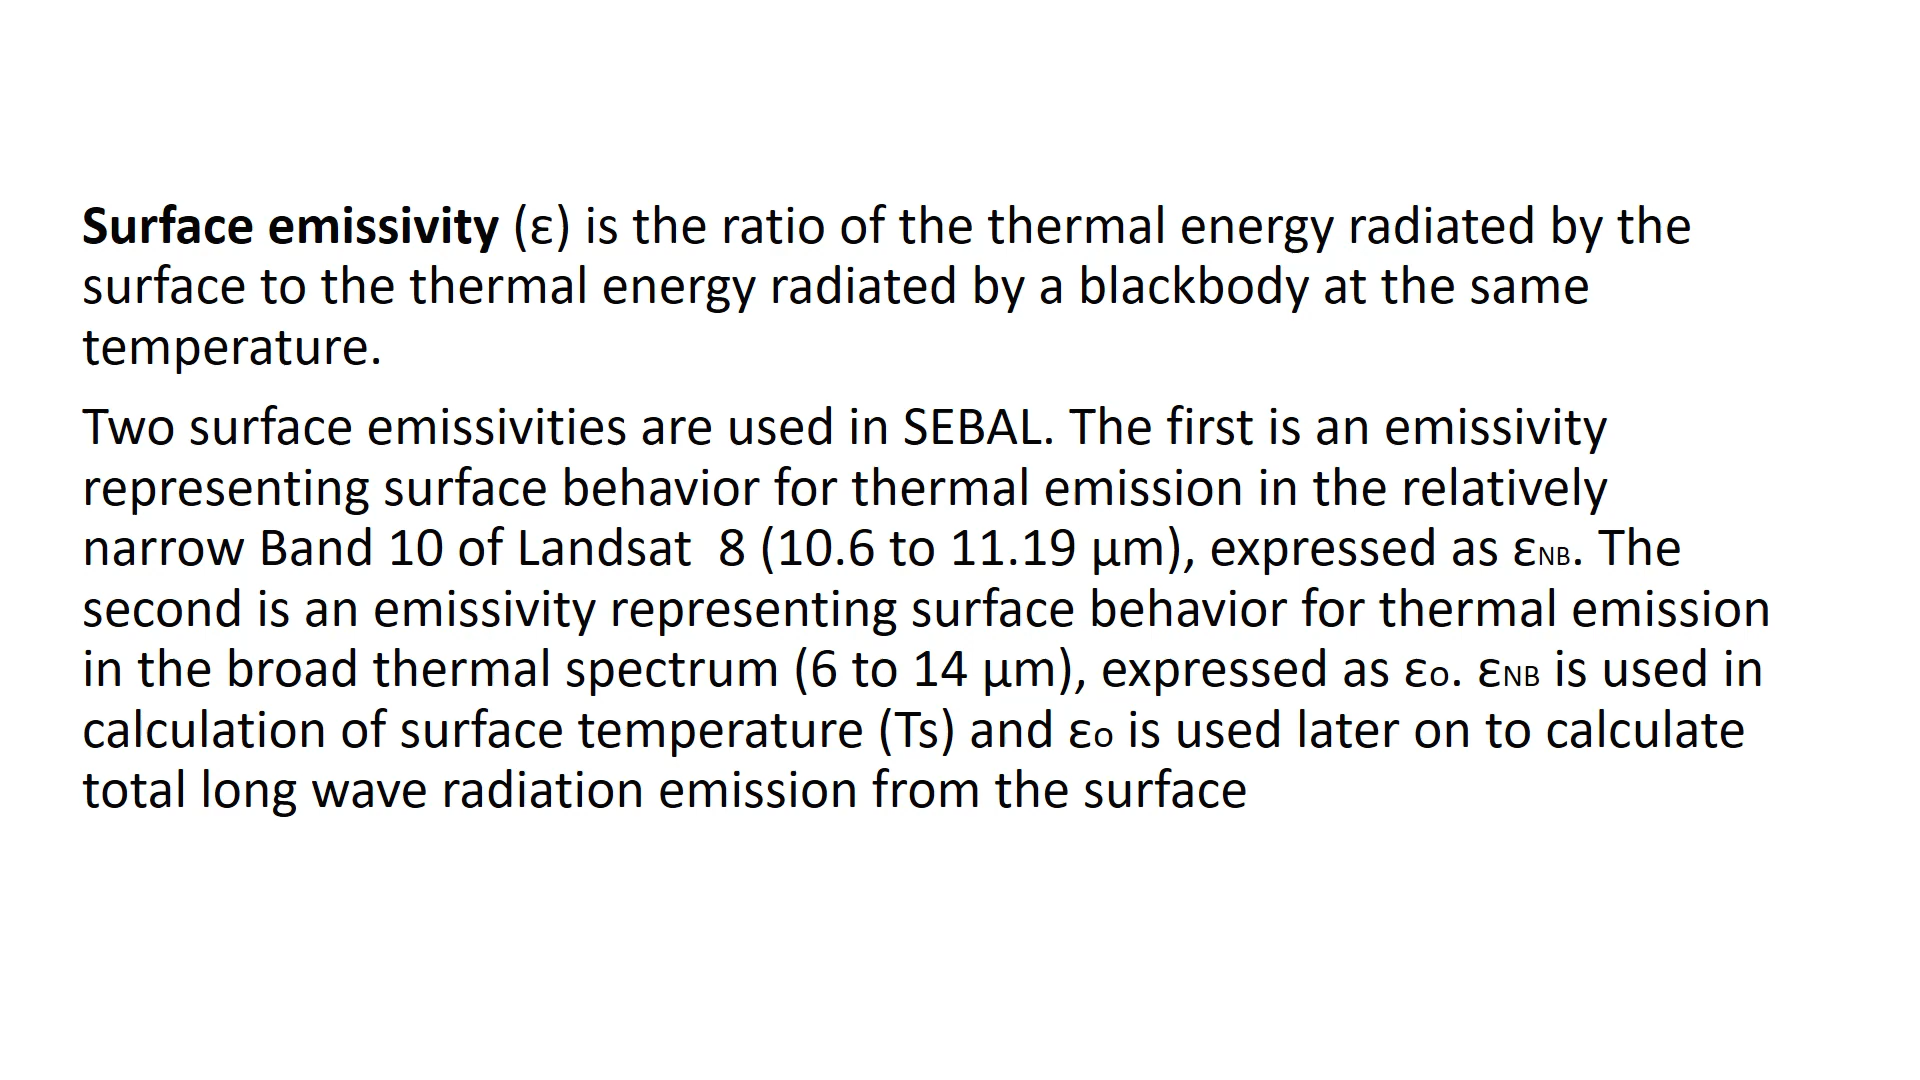 Surface emissivity (ε) is the ratio of the thermal energy radiated by the
surface to the thermal energy radiated by a blackbody at the same
temperature.
Two surface emissivities are used in SEBAL. The first is an emissivity
representing surface behavior for thermal emission in the relatively
narrow Band 10 of Landsat  8 (10.6 to 11.19 μm), expressed as εNB. The
second is an emissivity representing surface behavior for thermal emission
in the broad thermal spectrum (6 to 14 μm), expressed as εo. εNB is used in
calculation of surface temperature (Ts) and εo is used later on to calculate
total long wave radiation emission from the surface